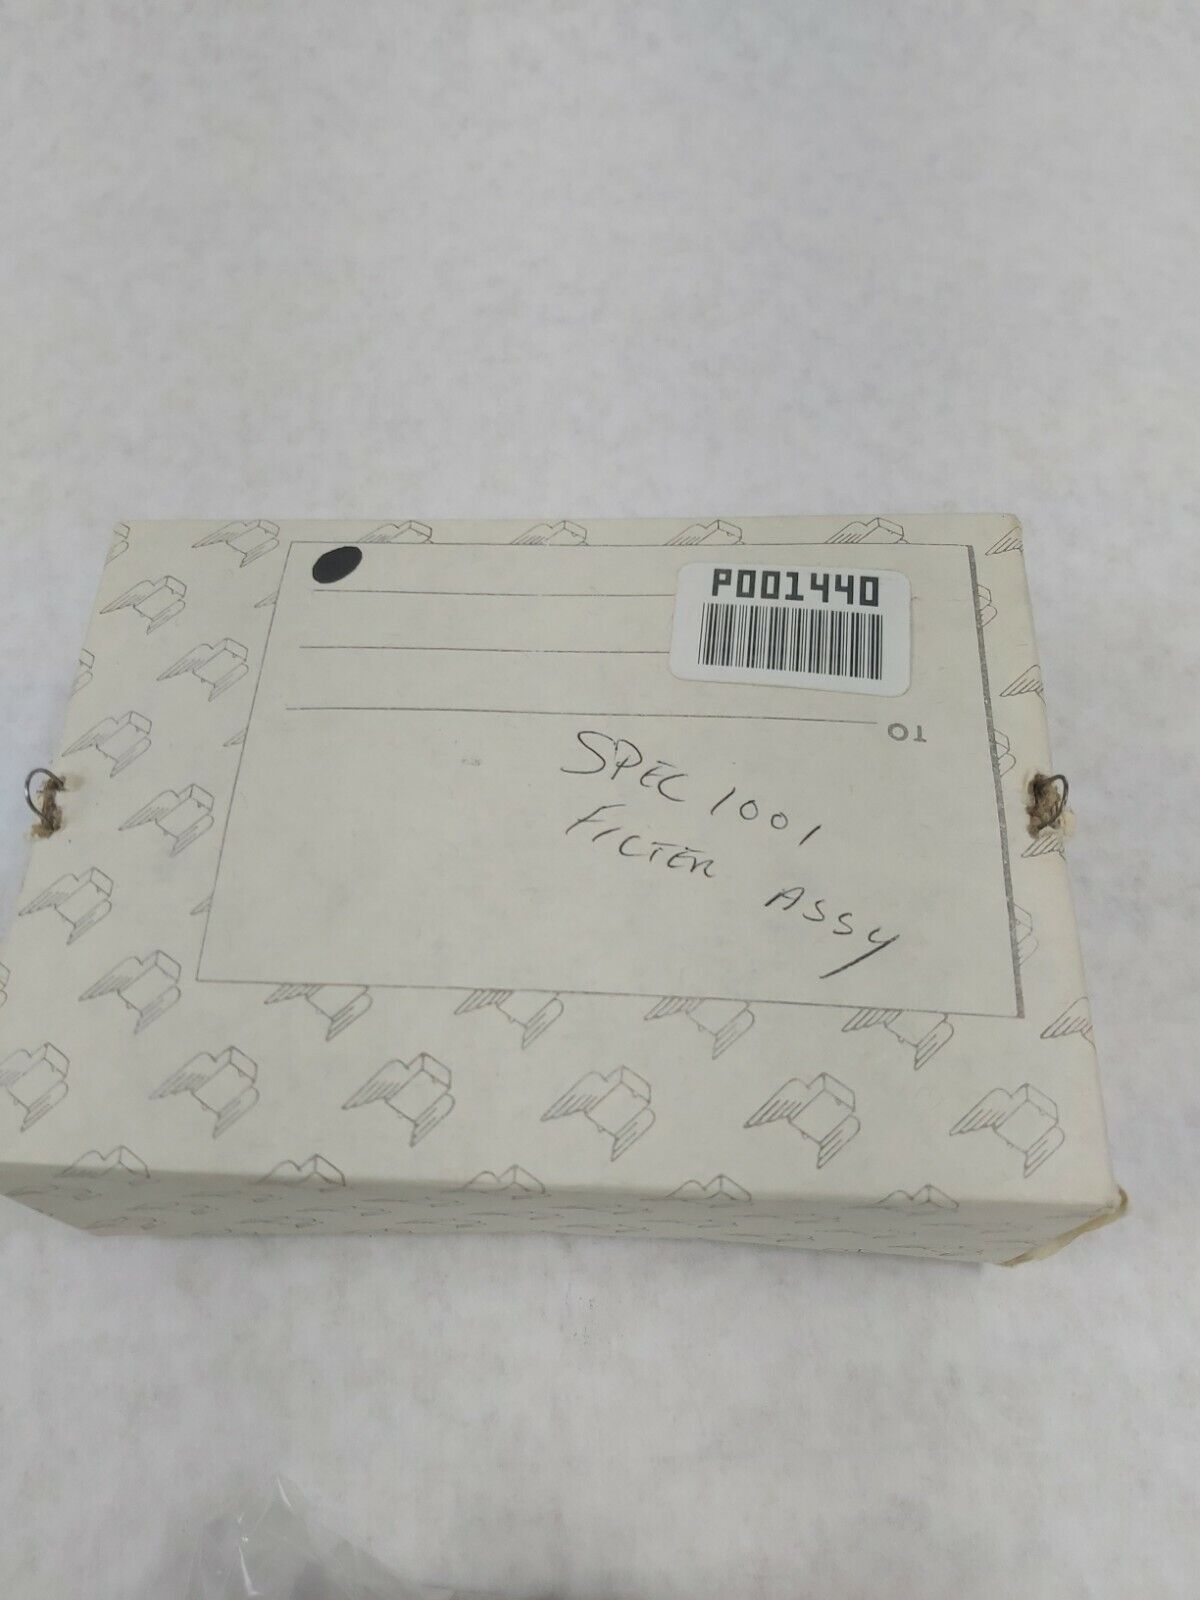 P001440
TO
SPEC 1001
FILTER ASSY